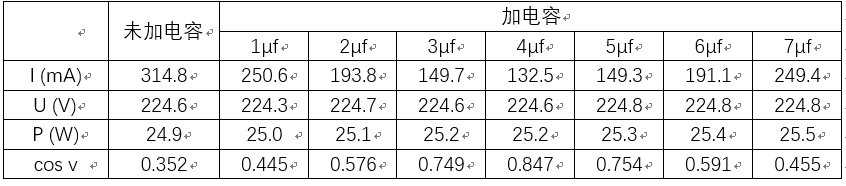 未加电容 加电容
1μf 2μf 3μf 4μf 5μf 6μf 7μf
I (mA) 314.8 250.6 193.8 149.7 132.5 149.3 191.1 249.4
U (V) 224.6 224.3 224.7 224.6 224.6 224.8 224.8 224.8
P (W) 24.9 25.0 25.1 25.2 25.2 25.3 25.4 25.5
cos v 0.352 0.445 0.576 0.749 0.847 0.754 0.591 0.455